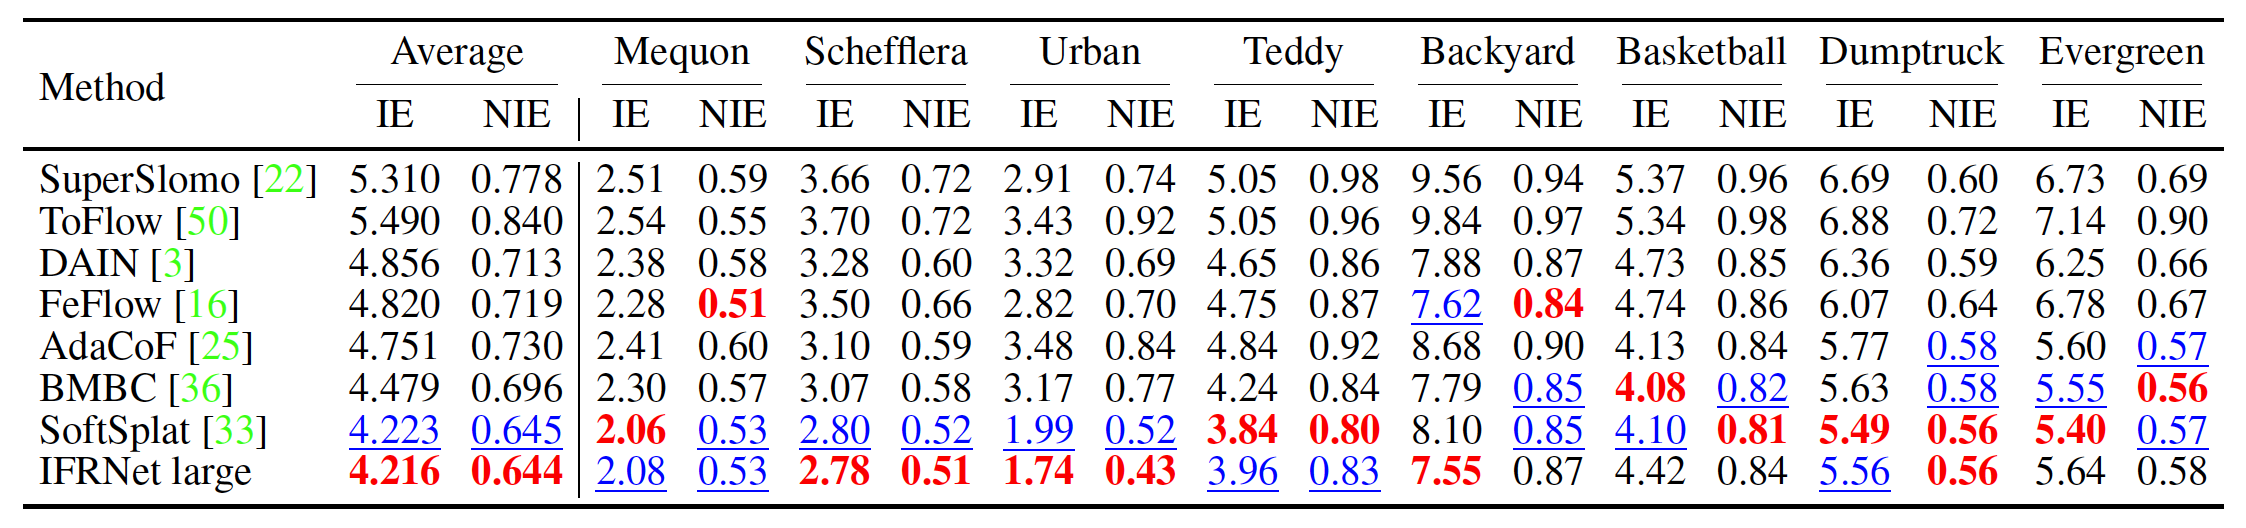 Method Average Mequon Schefflera Urban Teddy Backyard Basketball Dumptruck Evergreen
IE NIE IE NIE IE NIE IE NIE IE NIE IE NIE IE NIE IE NIE IE NIE
SuperSlomo [22] 5.310 0.778 2.51 0.59 3.66 0.72 2.91 0.74 5.05 0.98 9.56 0.94 5.37 0.96 6.69 0.60 6.73 0.69
ToFlow [50] 5.490 0.840 2.54 0.55 3.70 0.72 3.43 0.92 5.05 0.96 9.84 0.97 5.34 0.98 6.88 0.72 7.14 0.90
DAIN [3] 4.856 0.713 2.38 0.58 3.28 0.60 3.32 0.69 4.65 0.86 7.88 0.87 4.73 0.85 6.36 0.59 6.25 0.66
FeFlow [16] 4.820 0.719 2.28 0.51 3.50 0.66 2.82 0.70 4.75 0.87 7.62 0.84 4.74 0.86 6.07 0.64 6.78 0.67
AdaCoF [25] 4.751 0.730 2.41 0.60 3.10 0.59 3.48 0.84 4.84 0.92 8.68 0.90 4.13 0.84 5.77 0.58 5.60 0.57
BMBC [36] 4.479 0.696 2.30 0.57 3.07 0.58 3.17 0.77 4.24 0.84 7.79 0.85 4.08 0.82 5.63 0.58 5.55 0.56
SoftSplat [33] 4.223 0.645 2.06 0.53 2.80 0.52 1.99 0.52 3.84 0.80 8.10 0.85 4.10 0.81 5.49 0.56 5.40 0.57
IFRNet large 4.216 0.644 2.08 0.53 2.78 0.51 1.74 0.43 3.96 0.83 7.55 0.87 4.42 0.84 5.56 0.56 5.64 0.58